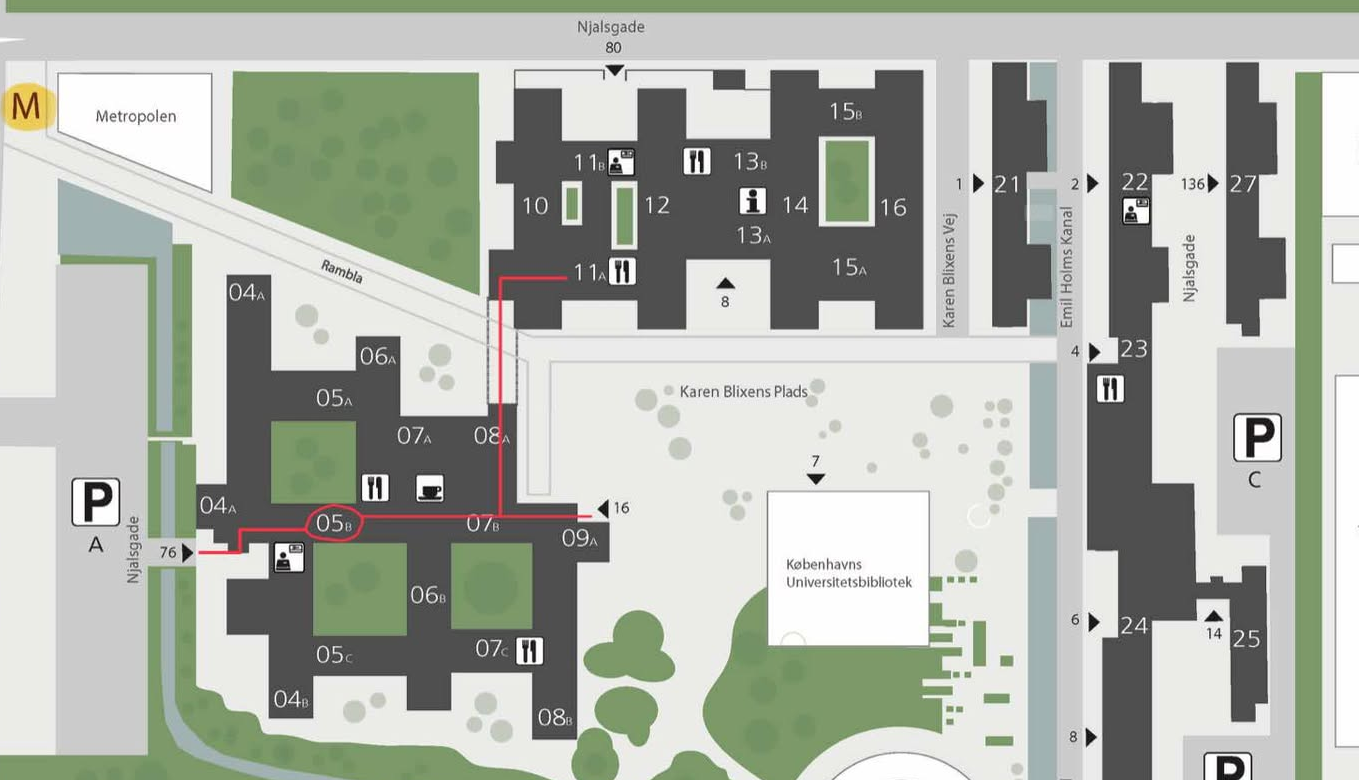 Njalsgade
80
M
Metropolen
15B
11B
13B
1
21
2
22
136
27
10
12
14
16
13A
11A
15A
8
Rambla
Karen Blixens Vej
Emil Holms Kanal
Njalsgade
04A
06A
4
23
05A
Karen Blixens Plads
07A
08A
P
C
7
P
A
04A
16
05B
07B
09A
Njalsgade
76
Københavns
Universitetsbibliotek
06B
6
24
14
25
05C
07C
04B
08B
8
P